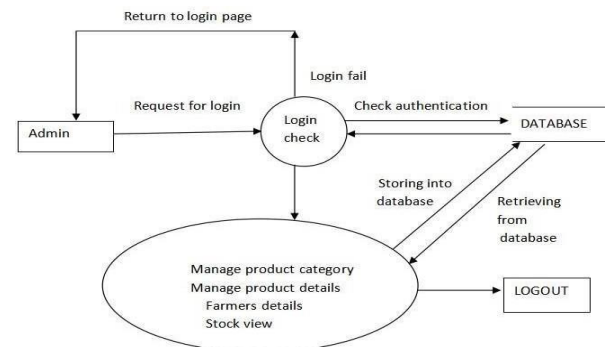 Return to login page
Login fail
Request for login
Login
check
Check authentication
Admin
DATABASE
Storing into
database
Retrieving
from
database
Manage product category
Manage product details
Farmers details
Stock view
LOGOUT